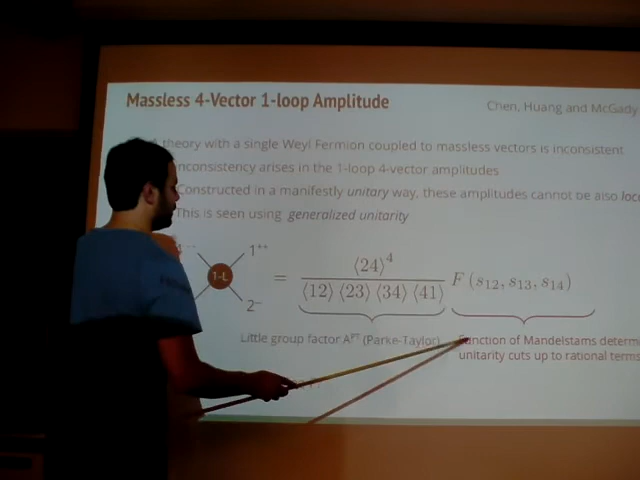 Massless 4-Vector 1-loop Amplitude
Chen, Huang and McGady
theory with a single Weyl Fermion coupled to massless vectors is inconsistent
nconsistency arises in the 1-loop 4-vector amplitudes
Constructed in a manifestly unitary way, these amplitudes cannot be also loc
This is seen using generalized unitarity
1-L
1⁺⁺
2⁻
= ⟨24⟩⁴ / ⟨12⟩ ⟨23⟩ ⟨34⟩ ⟨41⟩ F (s₁₂, s₁₃, s₁₄)
Little group factor Aᴾᵀ (Parke-Taylor)
Function of Mandelstams determ
unitarity cuts up to rational terms